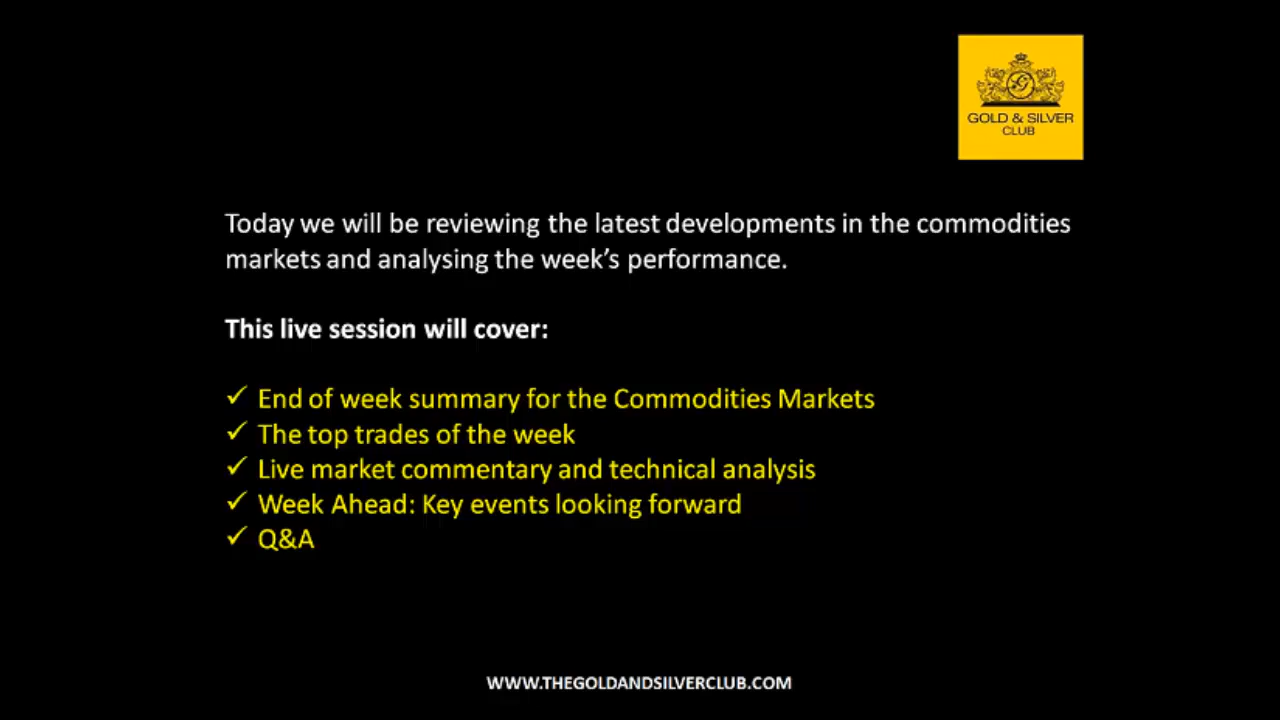 GOLD & SILVER
CLUB
Today we will be reviewing the latest developments in the commodities
markets and analysing the week’s performance.
This live session will cover:
✓ End of week summary for the Commodities Markets
✓ The top trades of the week
✓ Live market commentary and technical analysis
✓ Week Ahead: Key events looking forward
✓ Q&A
WWW.THEGOLDANDSILVERCLUB.COM